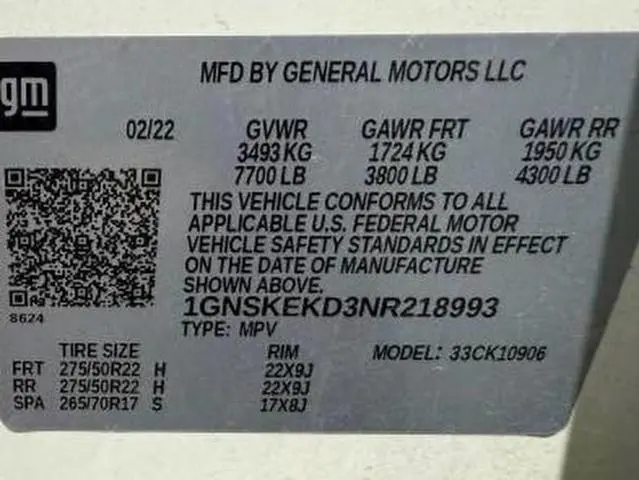 gm
MFD BY GENERAL MOTORS LLC
02/22 GVWR GAWR FRT GAWR RR
3493 KG 1724 KG 1950 KG
7700 LB 3800 LB 4300 LB
THIS VEHICLE CONFORMS TO ALL
APPLICABLE U.S. FEDERAL MOTOR
VEHICLE SAFETY STANDARDS IN EFFECT
ON THE DATE OF MANUFACTURE
SHOWN ABOVE.
1GNSKEKD3NR218993
8624
TYPE: MPV
TIRE SIZE RIM MODEL: 33CK10906
FRT 275/50R22 H 22X9J
RR 275/50R22 H 22X9J
SPA 265/70R17 S 17X8J